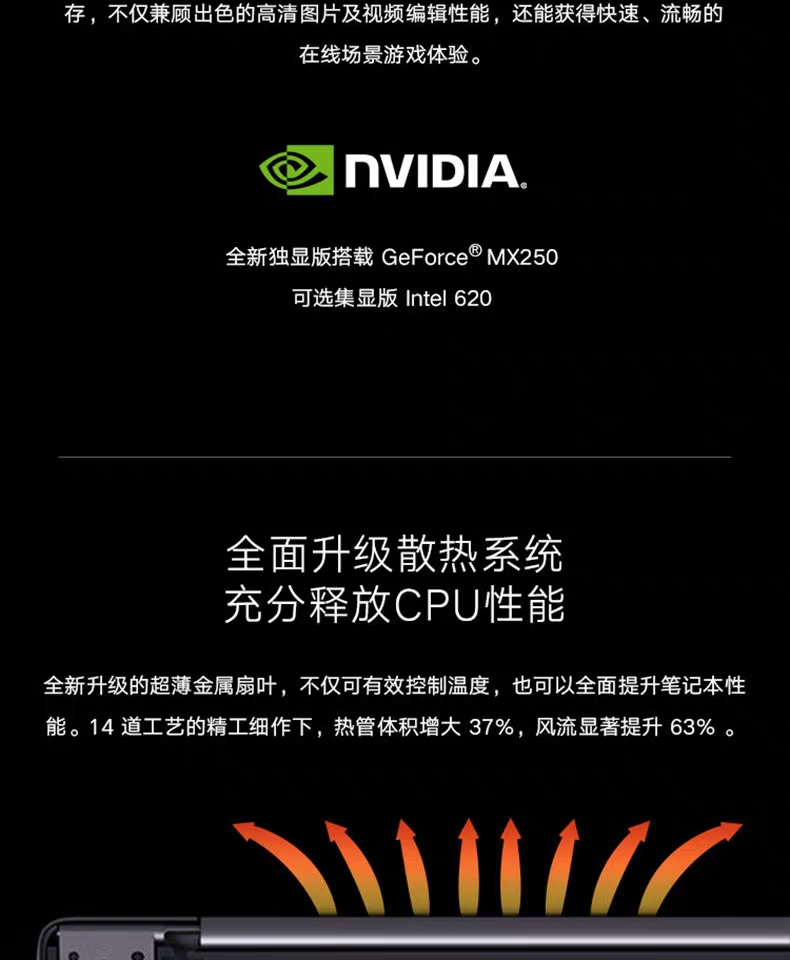 存，不仅兼顾出色的高清图片及视频编辑性能，还能获得快速、流畅的
在线场景游戏体验。
NVIDIA®
全新独显版搭载 GeForce® MX250
可选集显版 Intel 620
全面升级散热系统
充分释放CPU性能
全新升级的超薄金属扇叶，不仅可有效控制温度，也可以全面提升笔记本性
能。14 道工艺的精工细作下，热管体积增大 37%，风流显著提升 63% 。